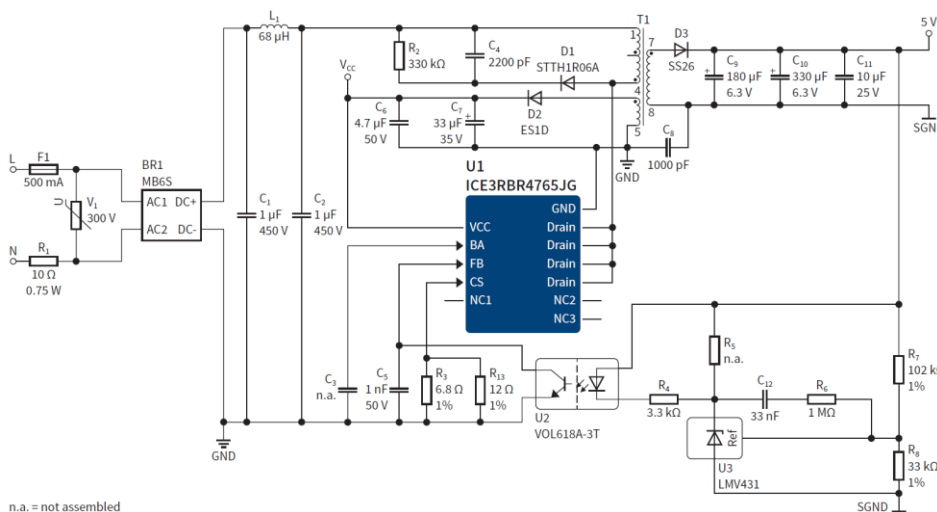 L₁
68 µH
T1
5 V
R₂
330 kΩ
C₄
2200 pF
D1
STTH1R06A
1
7
D3
SS26
C₉
180 µF
6.3 V
C₁₀
330 µF
6.3 V
C₁₁
10 µF
25 V
V_CC
C₆
4.7 µF
50 V
C₇
33 µF
35 V
D2
ES1D
4
5
8
C₈
1000 pF
GND
SGN
L
F1
500 mA
V₁
300 V
U
N
R₁
10 Ω
0.75 W
BR1
MB6S
AC1 DC+
AC2 DC-
C₁
1 µF
450 V
C₂
1 µF
450 V
U1
ICE3RBR4765JG
GND
VCC Drain
BA Drain
FB Drain
CS Drain
NC1 NC2
NC3
C₃
n.a.
C₅
1 nF
50 V
R₃
6.8 Ω
1%
R₁₃
12 Ω
1%
U2
VOL618A-3T
R₅
n.a.
R₄
3.3 kΩ
C₁₂
33 nF
R₆
1 MΩ
R₇
102 k
1%
Ref
U3
LMV431
R₈
33 kΩ
1%
GND
SGND
n.a. = not assembled